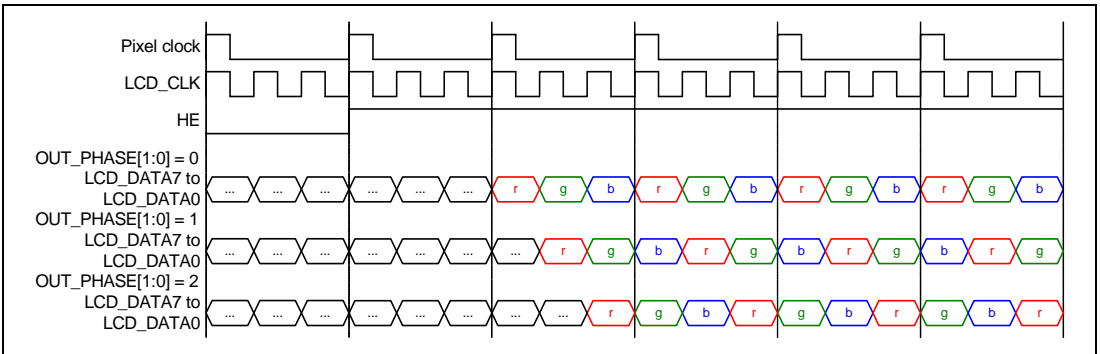 Pixel clock
LCD_CLK
HE
OUT_PHASE[1:0] = 0
LCD_DATA7 to
LCD_DATA0
... ... ... ... ... ... r g b r g b r g b r g b
OUT_PHASE[1:0] = 1
LCD_DATA7 to
LCD_DATA0
... ... ... ... ... ... ... r g b r g b r g b r g
OUT_PHASE[1:0] = 2
LCD_DATA7 to
LCD_DATA0
... ... ... ... ... ... ... ... r g b r g b r g b r